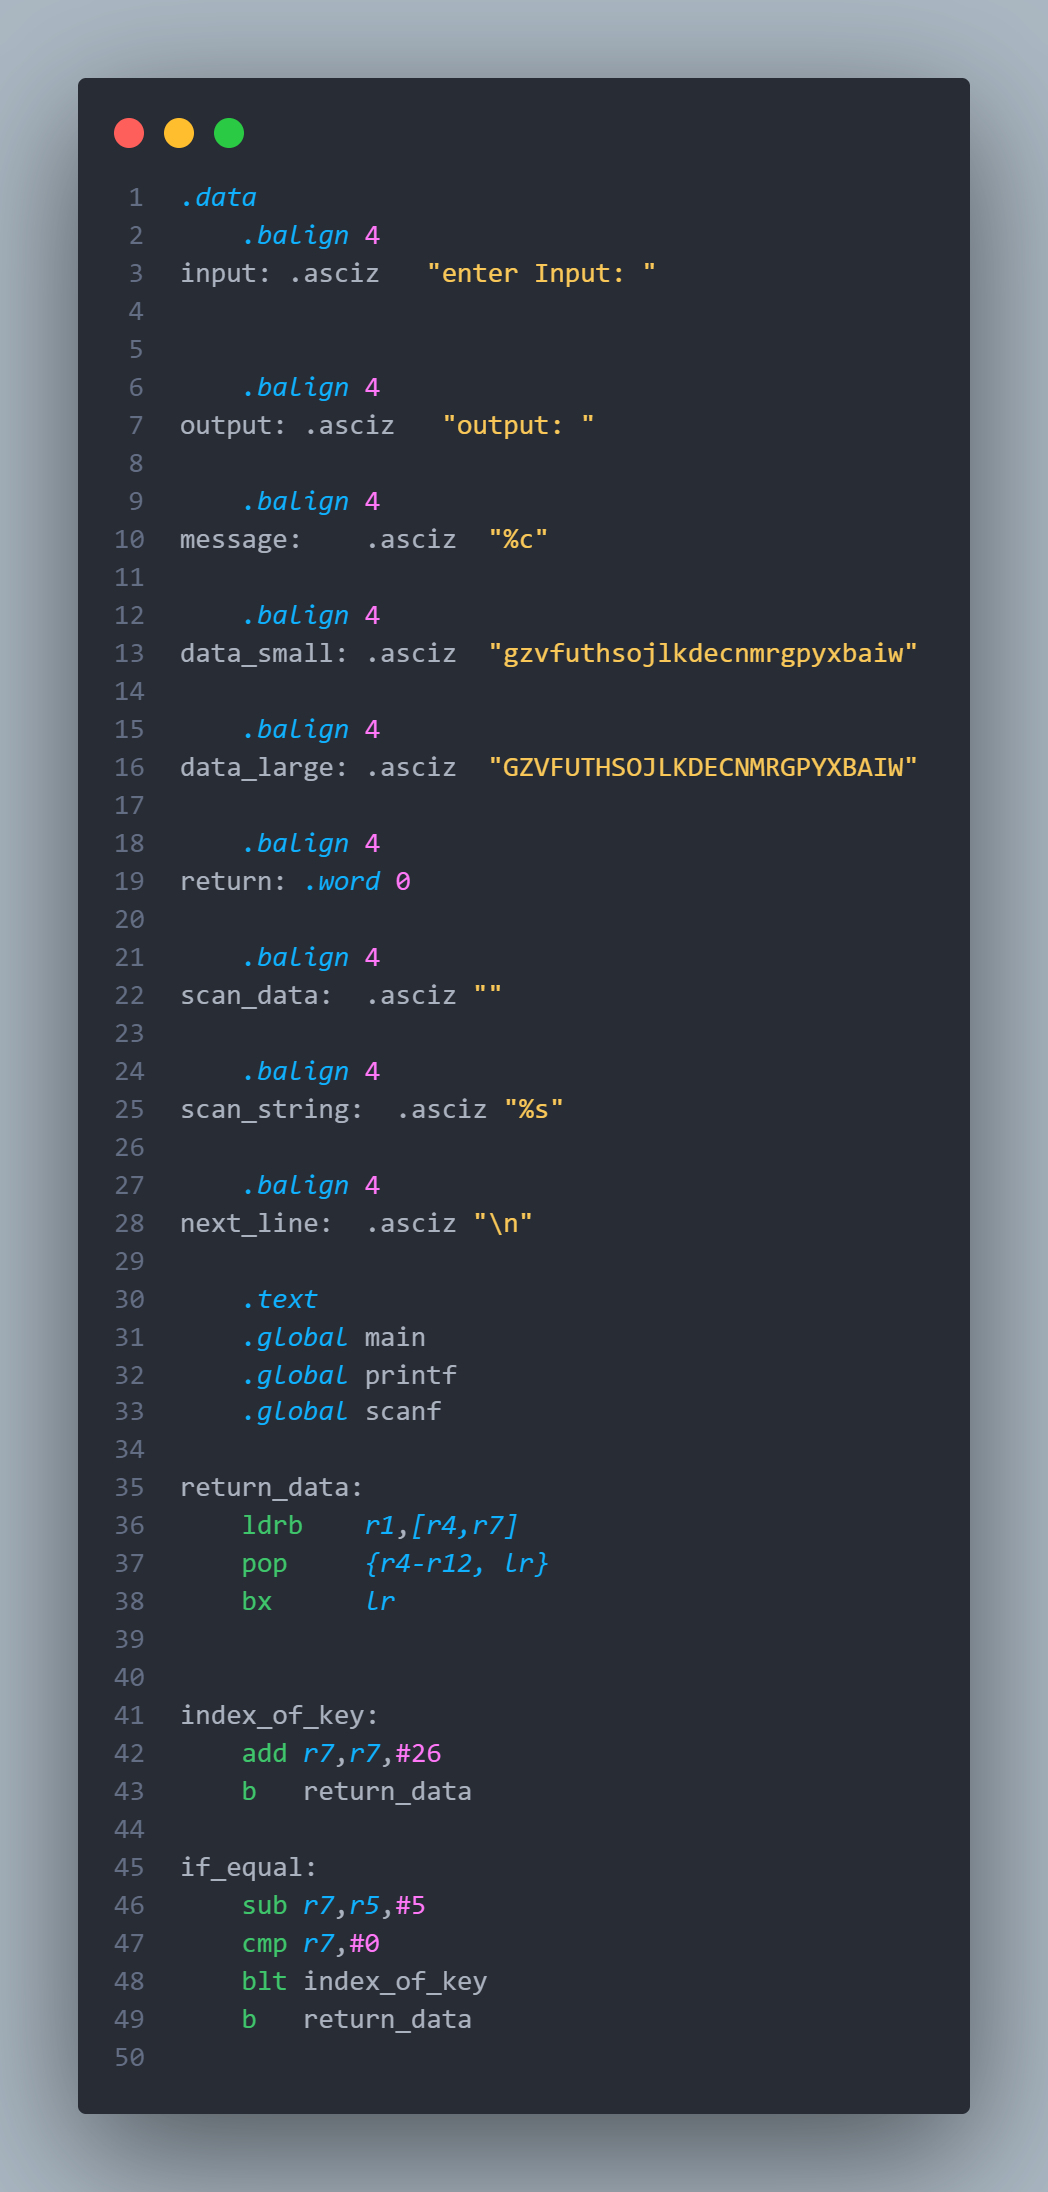 1 .data
2     .balign 4
3 input: .asciz   "enter Input: "
4
5
6     .balign 4
7 output: .asciz   "output: "
8
9     .balign 4
10 message:    .asciz  "%c"
11
12     .balign 4
13 data_small: .asciz  "gzvfuthsojlkdecnmrgpyxbaiw"
14
15     .balign 4
16 data_large: .asciz  "GZVFUTHSOJLKDECNMRGPYXBAIW"
17
18     .balign 4
19 return: .word 0
20
21     .balign 4
22 scan_data:  .asciz ""
23
24     .balign 4
25 scan_string:  .asciz "%s"
26
27     .balign 4
28 next_line:  .asciz "\n"
29
30     .text
31     .global main
32     .global printf
33     .global scanf
34
35 return_data:
36     ldrb    r1,[r4,r7]
37     pop     {r4-r12, lr}
38     bx      lr
39
40
41 index_of_key:
42     add r7,r7,#26
43     b   return_data
44
45 if_equal:
46     sub r7,r5,#5
47     cmp r7,#0
48     blt index_of_key
49     b   return_data
50